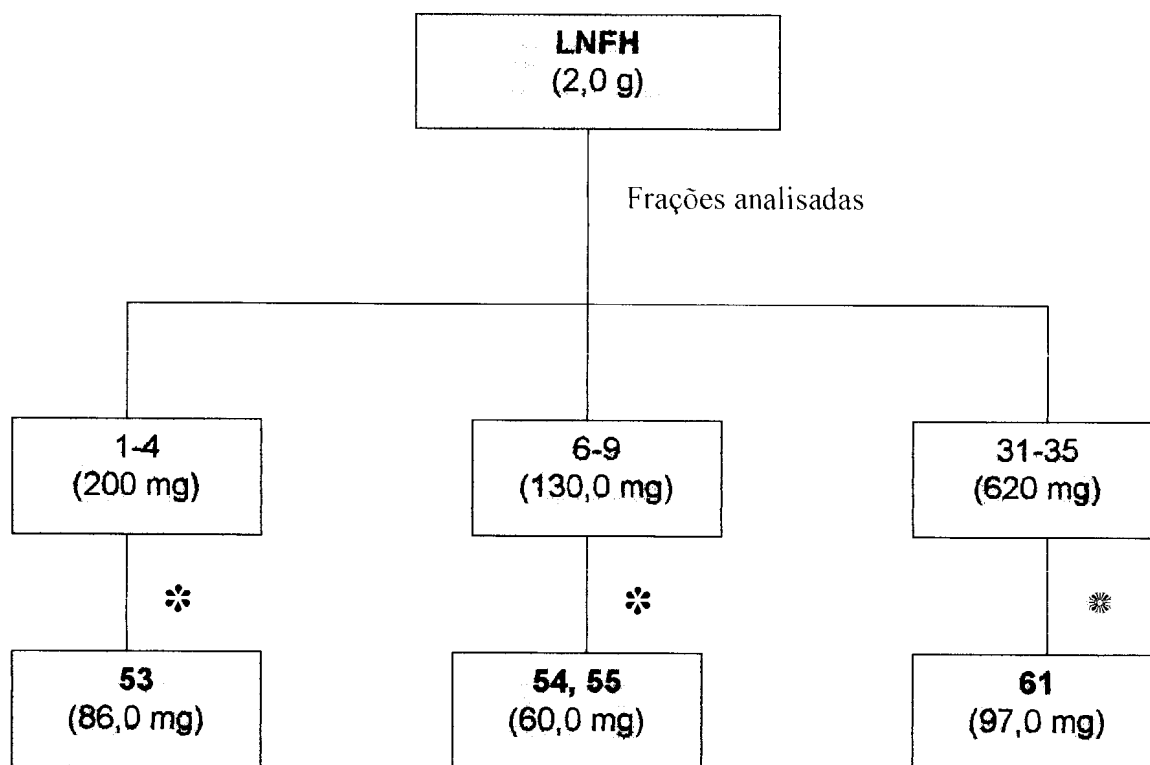 LNFH
(2,0 g)
Frações analisadas
1-4
(200 mg)
6-9
(130,0 mg)
31-35
(620 mg)
*
*
*
53
(86,0 mg)
54, 55
(60,0 mg)
61
(97,0 mg)